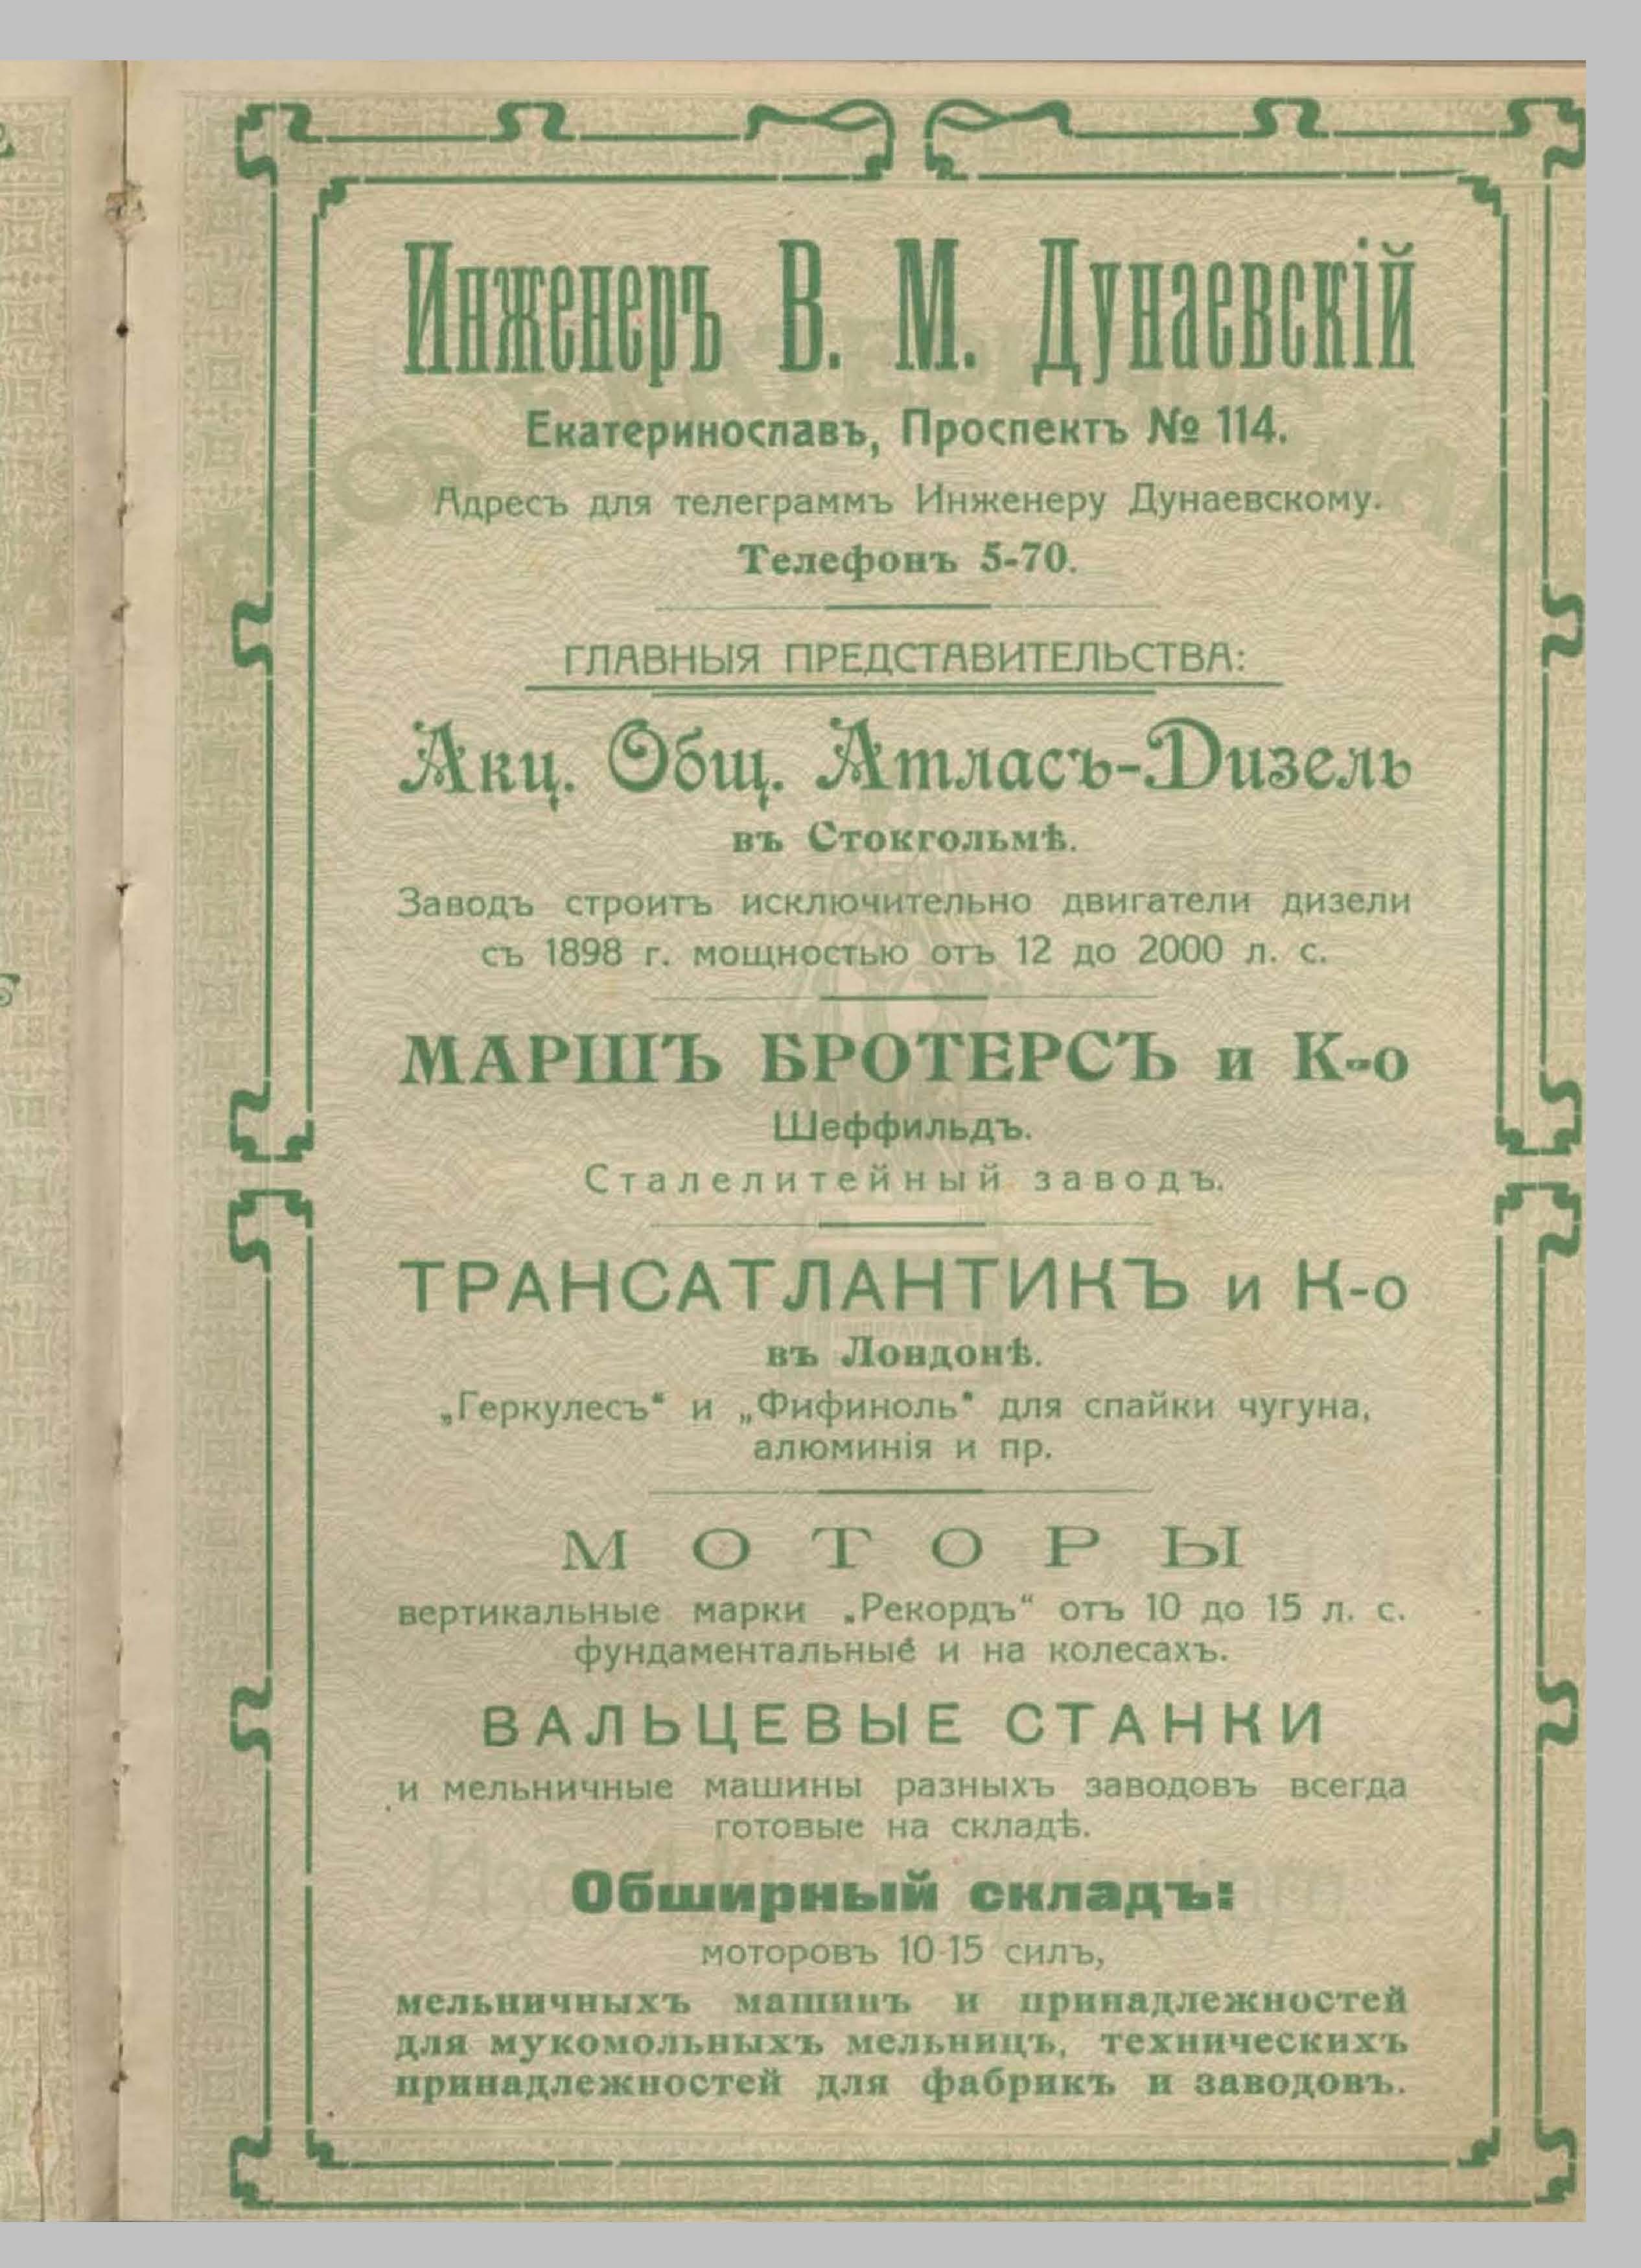 Инженеръ В. М. Дунаевскій
Екатеринославъ, Проспектъ № 114.
Адресъ для телеграммъ Инженеру Дунаевскому.
Телефонъ 5-70.
ГЛАВНЫЯ ПРЕДСТАВИТЕЛЬСТВА:
Акц. Общ. Атласъ-Дизель
въ Стокгольмѣ.
Заводъ строитъ исключительно двигатели дизели
съ 1898 г. мощностью отъ 12 до 2000 л. с.
МАРШЪ БРОТЕРСЪ и К-о
Шеффильдъ.
Сталелитейный заводъ.
ТРАНСАТЛАНТИКЪ и К-о
въ Лондонѣ.
„Геркулесъ“ и „Фифиноль“ для спайки чугуна,
алюминія и пр.
МОТОРЫ
вертикальные марки „Рекордъ“ отъ 10 до 15 л. с.
фундаментальные и на колесахъ.
ВАЛЬЦЕВЫЕ СТАНКИ
и мельничные машины разныхъ заводовъ всегда
готовые на складѣ.
Обширный складъ:
моторовъ 10-15 силъ,
мельничныхъ машинъ и принадлежностей
для мукомольныхъ мельницъ, техническихъ
принадлежностей для фабрикъ и заводовъ.